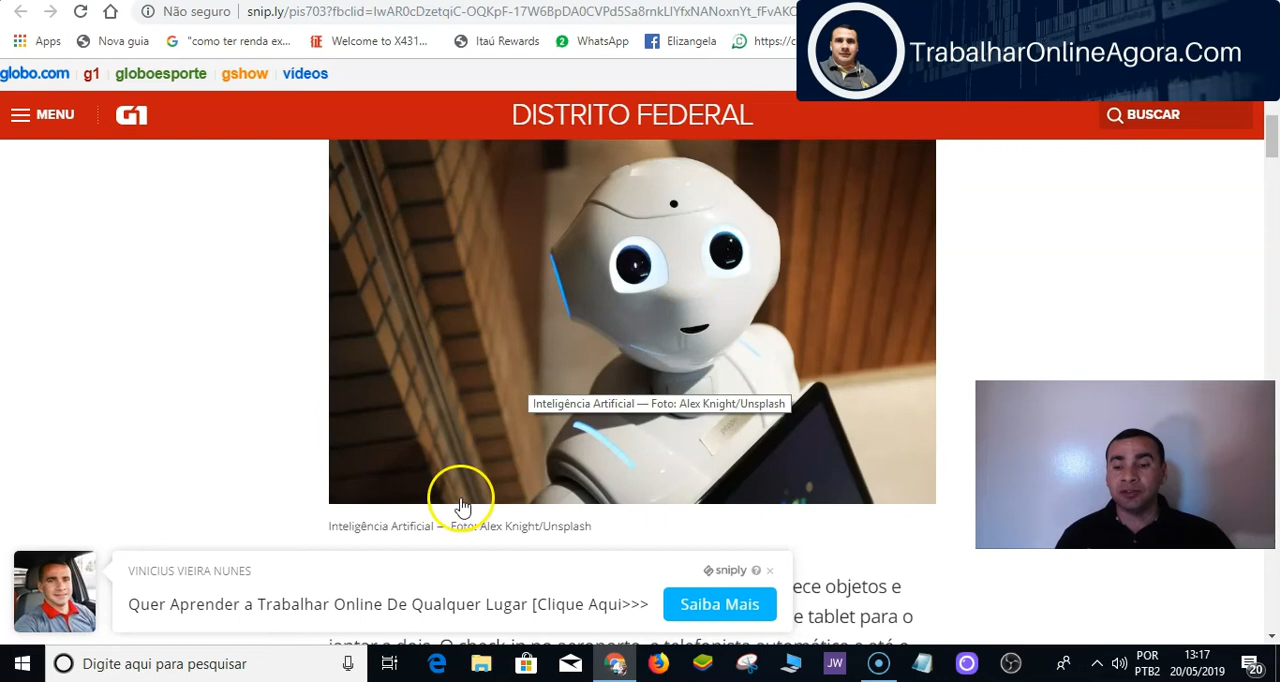 Não seguro
snip.ly/pis703?fbclid=IwAR0cDzetqiC-OQKpF-17W6BpDA0CVPd5Sa8rnkLIYfxNANoxnYt_fFvAKC
Apps
Nova guia
"como ter renda ex...
Welcome to X431...
Itaú Rewards
WhatsApp
Elizangela
https://c
TrabalharOnlineAgora.Com
globo.com g1 globoesporte gshow videos
MENU
G1
DISTRITO FEDERAL
BUSCAR
Inteligência Artificial — Foto: Alex Knight/Unsplash
Inteligência Artificial — Foto: Alex Knight/Unsplash
VINICIUS VIEIRA NUNES
sniply
Quer Aprender a Trabalhar Online De Qualquer Lugar [Clique Aqui>>>
Saiba Mais
ece objetos e
e tablet para o
Digite aqui para pesquisar
JW
POR
PTB2
13:17
20/05/2019
20